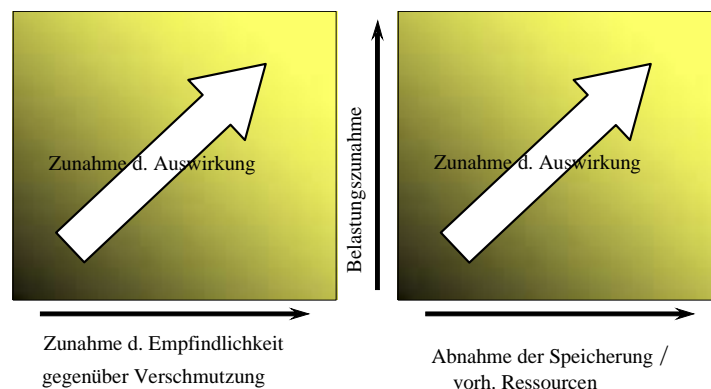 Zunahme d. Auswirkung
Zunahme d. Empfindlichkeit
gegenüber Verschmutzung
Belastungszunahme
Zunahme d. Auswirkung
Abnahme der Speicherung /
vorh. Ressourcen